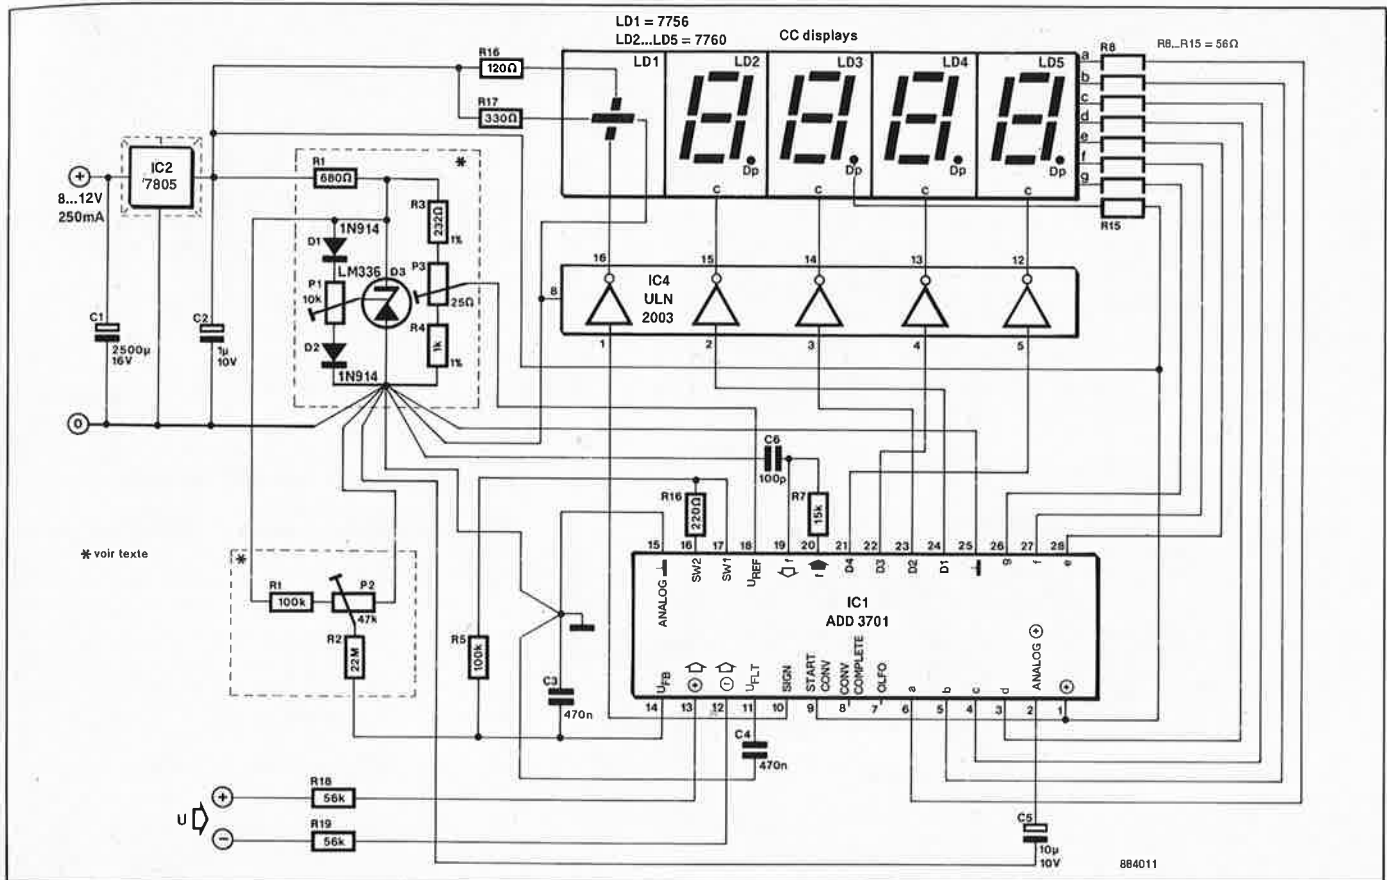 LD1 = 7756
LD2...LD5 = 7760
CC displays
R8...R15 = 56Ω
R16
120Ω
R17
330Ω
LD1
LD2
LD3
LD4
LD5
Dp
Dp
Dp
Dp
c
c
c
c
a
b
c
d
e
f
g
R8
R15
+
8...12V
250mA
IC2
7805
*
R1
680Ω
R3
232Ω
1%
1N914
D1
LM336
D3
P1
10k
P3
25Ω
R4
1k
1%
D2
1N914
C1
2500µ
16V
C2
1µ
10V
0
16
15
14
13
12
8
IC4
ULN
2003
1
2
3
4
5
C6
100p
R16
220Ω
R7
15k
* voir texte
*
R1
100k
P2
47k
R2
22M
R5
100k
C3
470n
15
16
17
18
19
20
21
22
23
24
25
26
27
28
ANALOG ⊥
SW2
SW1
UREF
f
f
D4
D3
D2
D1
⊥
g
f
e
IC1
ADD 3701
UFB
+
−
UFLT
SIGN
START
CONV
CONV
COMPLETE
OLFO
a
b
c
d
ANALOG +
+
14
13
12
11
10
9
8
7
6
5
4
3
2
1
C4
470n
U
+
R18
56k
−
R19
56k
C5
10µ
10V
884011